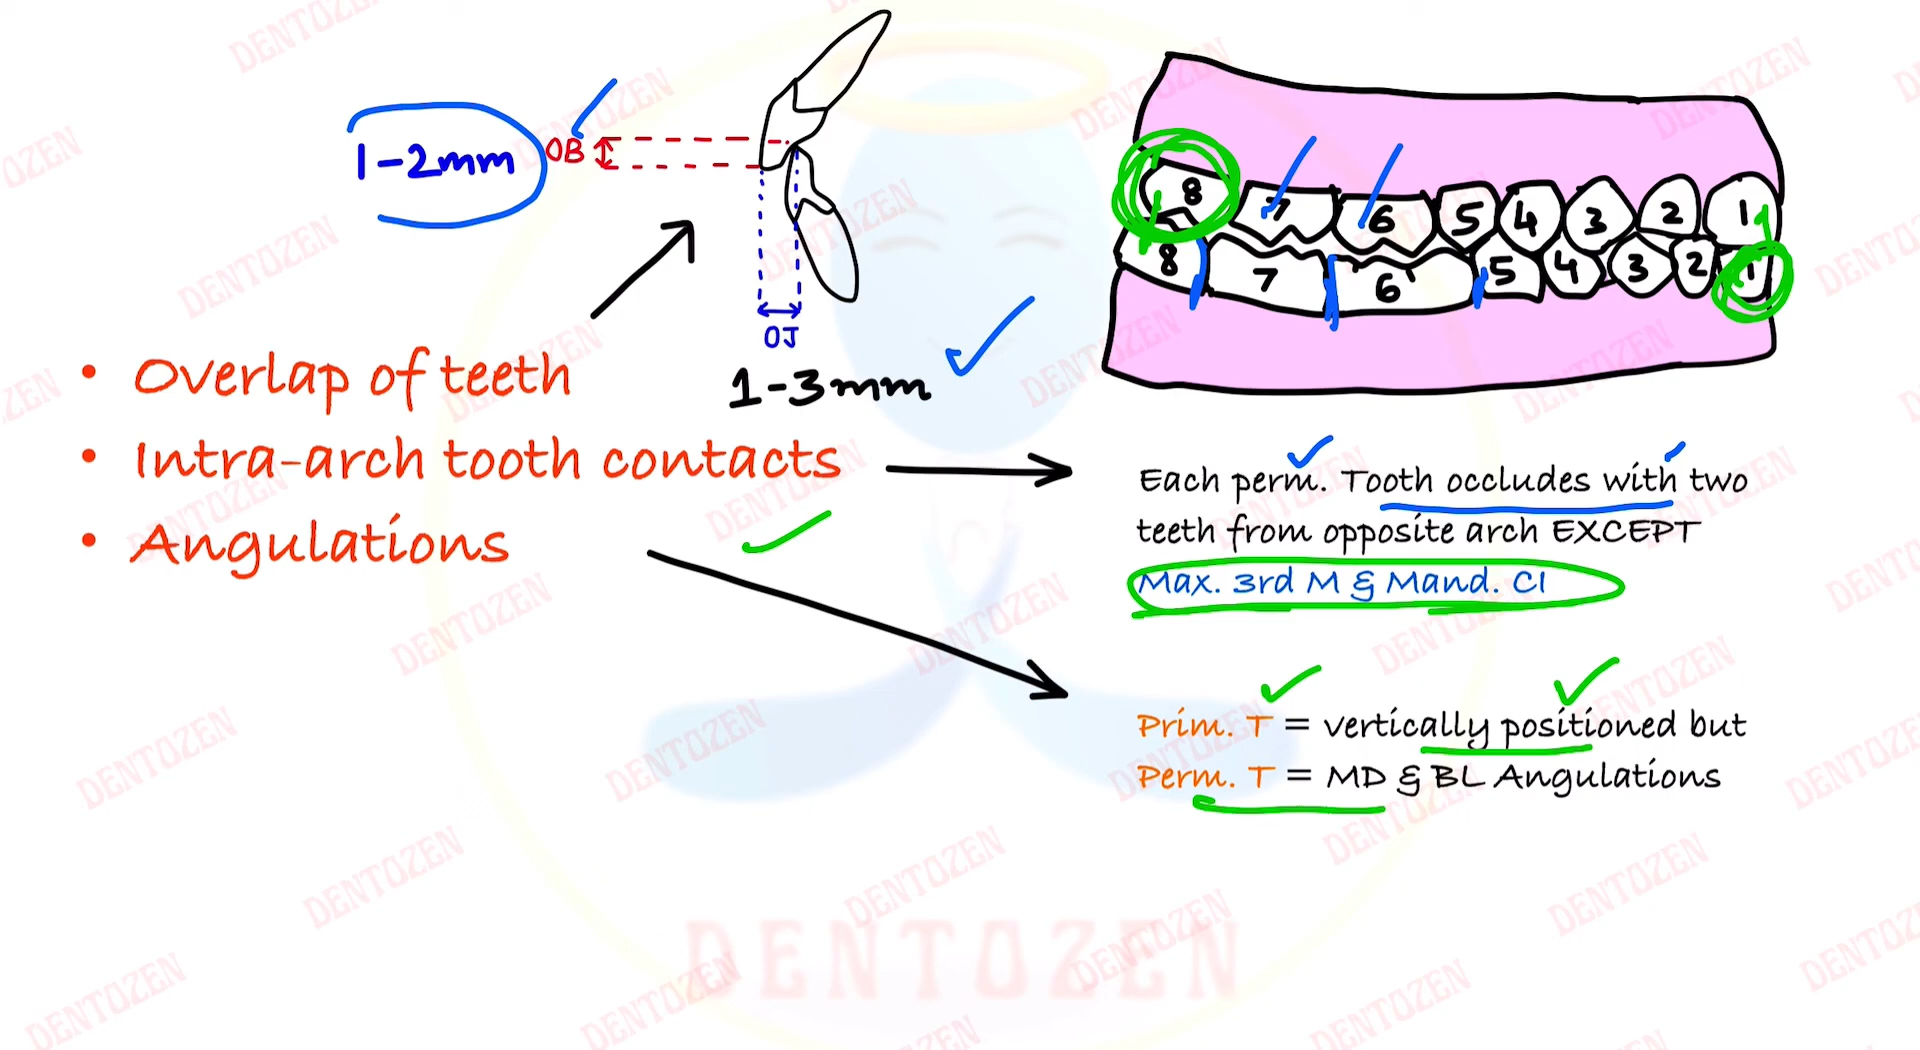 1-2mm OB
OJ
1-3mm
8 7 6 5 4 3 2 1
8 7 6 5 4 3 2 1
• Overlap of teeth
• Intra-arch tooth contacts
• Angulations
Each perm. Tooth occludes with two
teeth from opposite arch EXCEPT
Max. 3rd M & Mand. CI
Prim. T = vertically positioned but
Perm. T = MD & BL Angulations
DENTOZEN